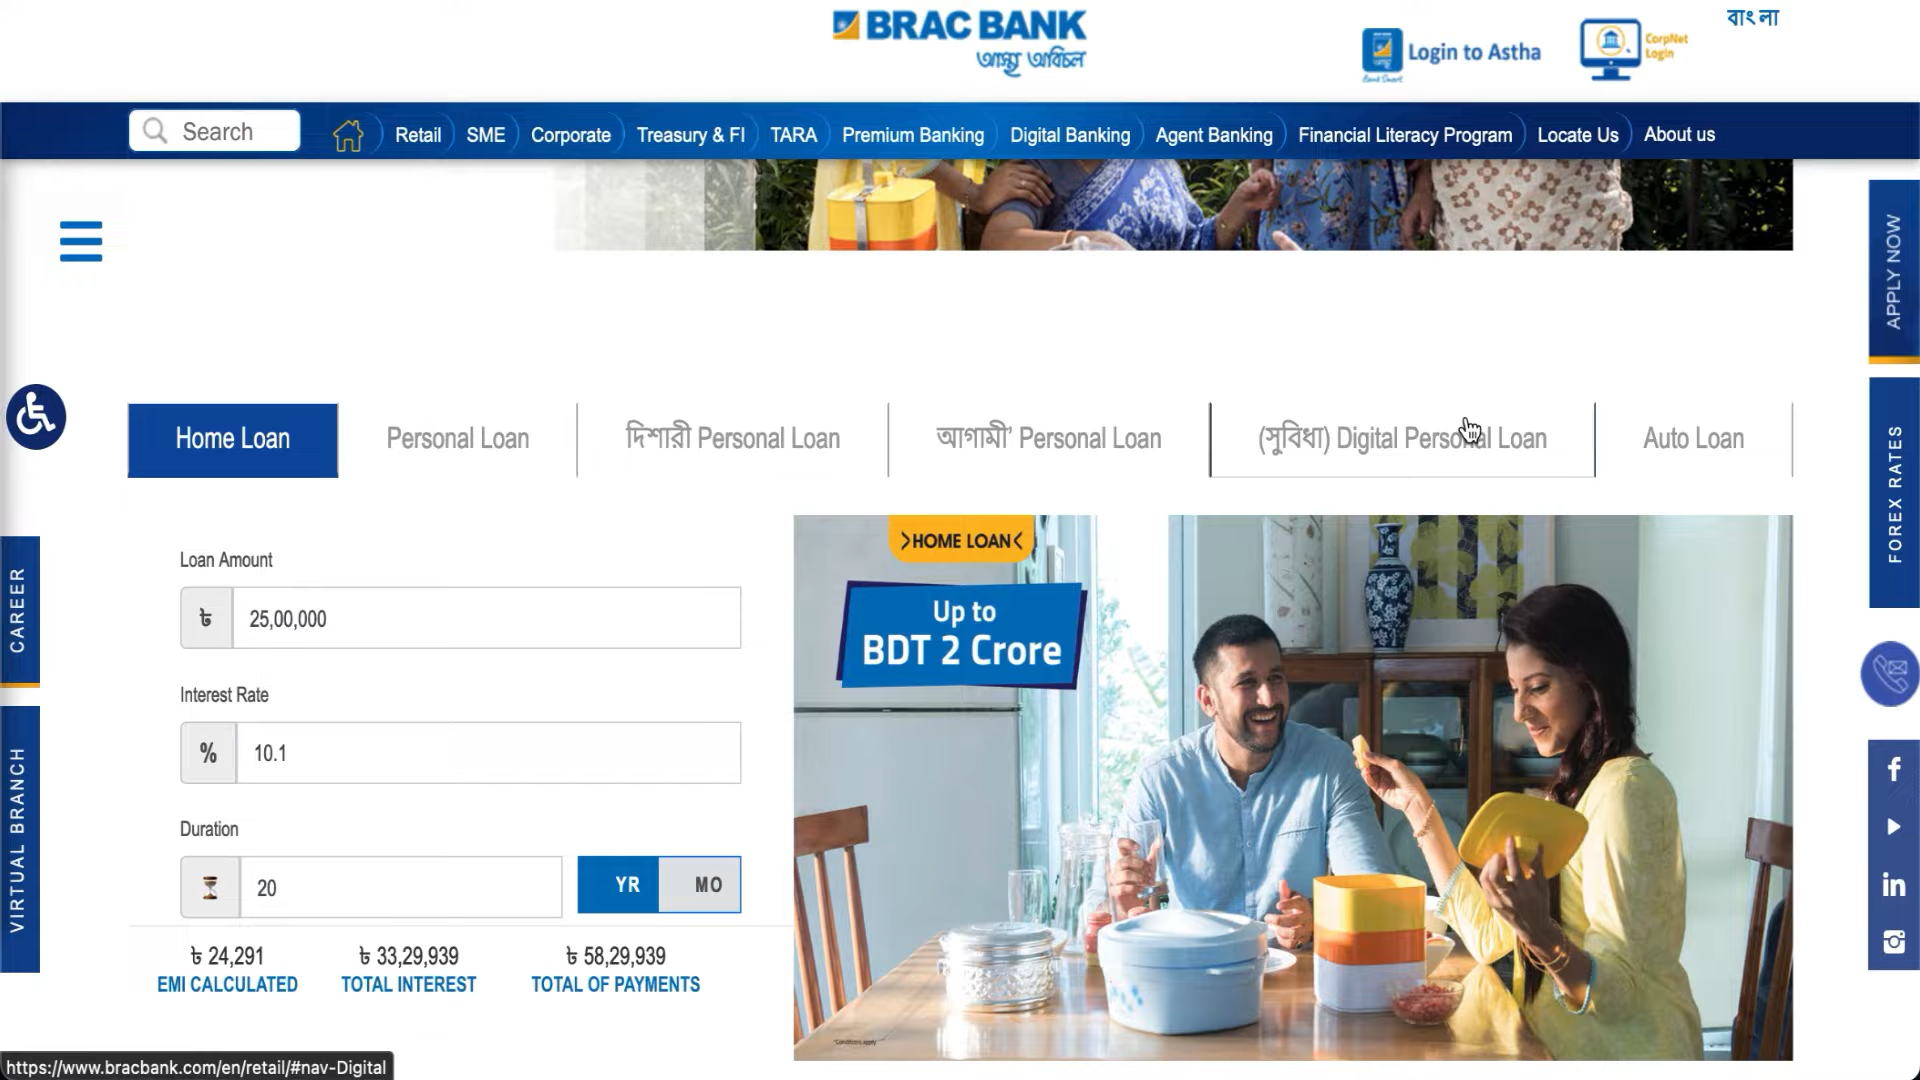 BRAC BANK
আস্থা অবিচল
Login to Astha
Bank Smart
CorpNet
Login
বাংলা
Search
Retail
SME
Corporate
Treasury & FI
TARA
Premium Banking
Digital Banking
Agent Banking
Financial Literacy Program
Locate Us
About us
APPLY NOW
FOREX RATES
CAREER
VIRTUAL BRANCH
Home Loan
Personal Loan
দিশারী Personal Loan
আগামী’ Personal Loan
(সুবিধা) Digital Personal Loan
Auto Loan
Loan Amount
৳ 25,00,000
Interest Rate
% 10.1
Duration
20
YR
MO
৳ 24,291
EMI CALCULATED
৳ 33,29,939
TOTAL INTEREST
৳ 58,29,939
TOTAL OF PAYMENTS
>HOME LOAN<
Up to
BDT 2 Crore
*Conditions apply
https://www.bracbank.com/en/retail/#nav-Digital